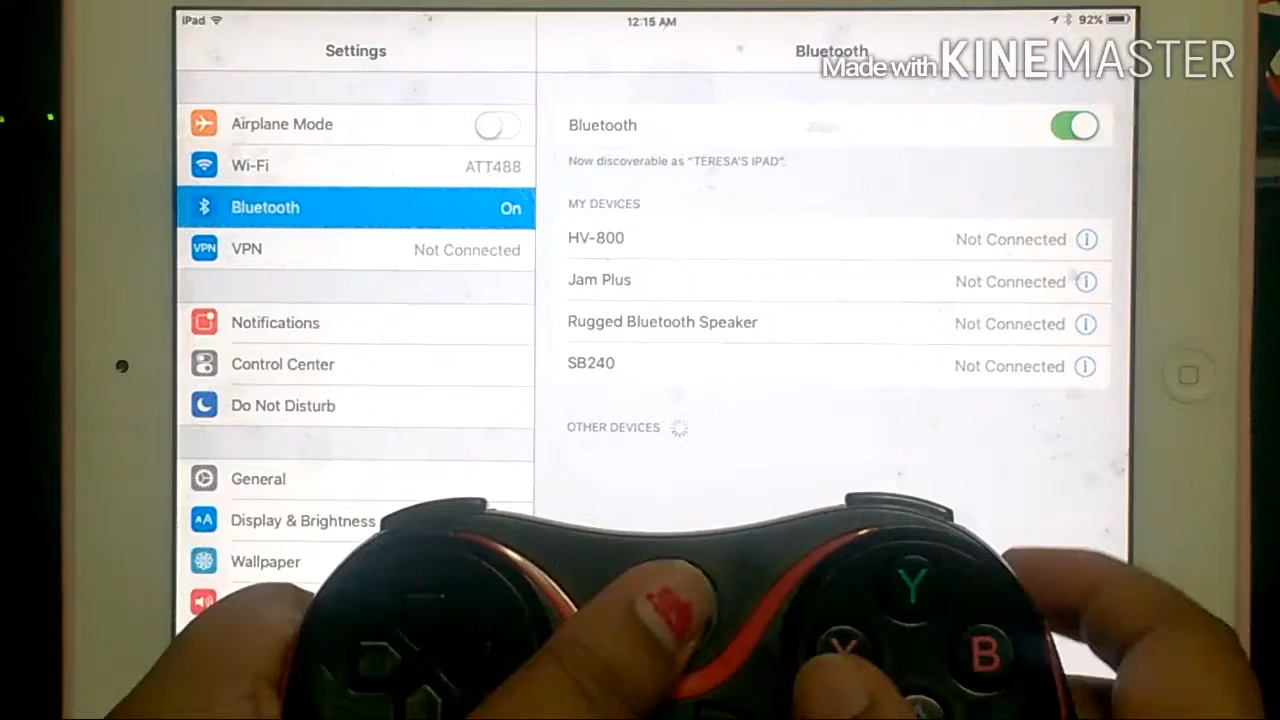 iPad 12:15 AM 92%
Settings Bluetooth
Made with KINEMASTER
Airplane Mode
Wi-Fi ATT488
Bluetooth On
VPN VPN Not Connected
Notifications
Control Center
Do Not Disturb
General
AA Display & Brightness
Wallpaper
Bluetooth
Now discoverable as "TERESA'S IPAD".
MY DEVICES
HV-800 Not Connected i
Jam Plus Not Connected i
Rugged Bluetooth Speaker Not Connected i
SB240 Not Connected i
OTHER DEVICES
Y
X B